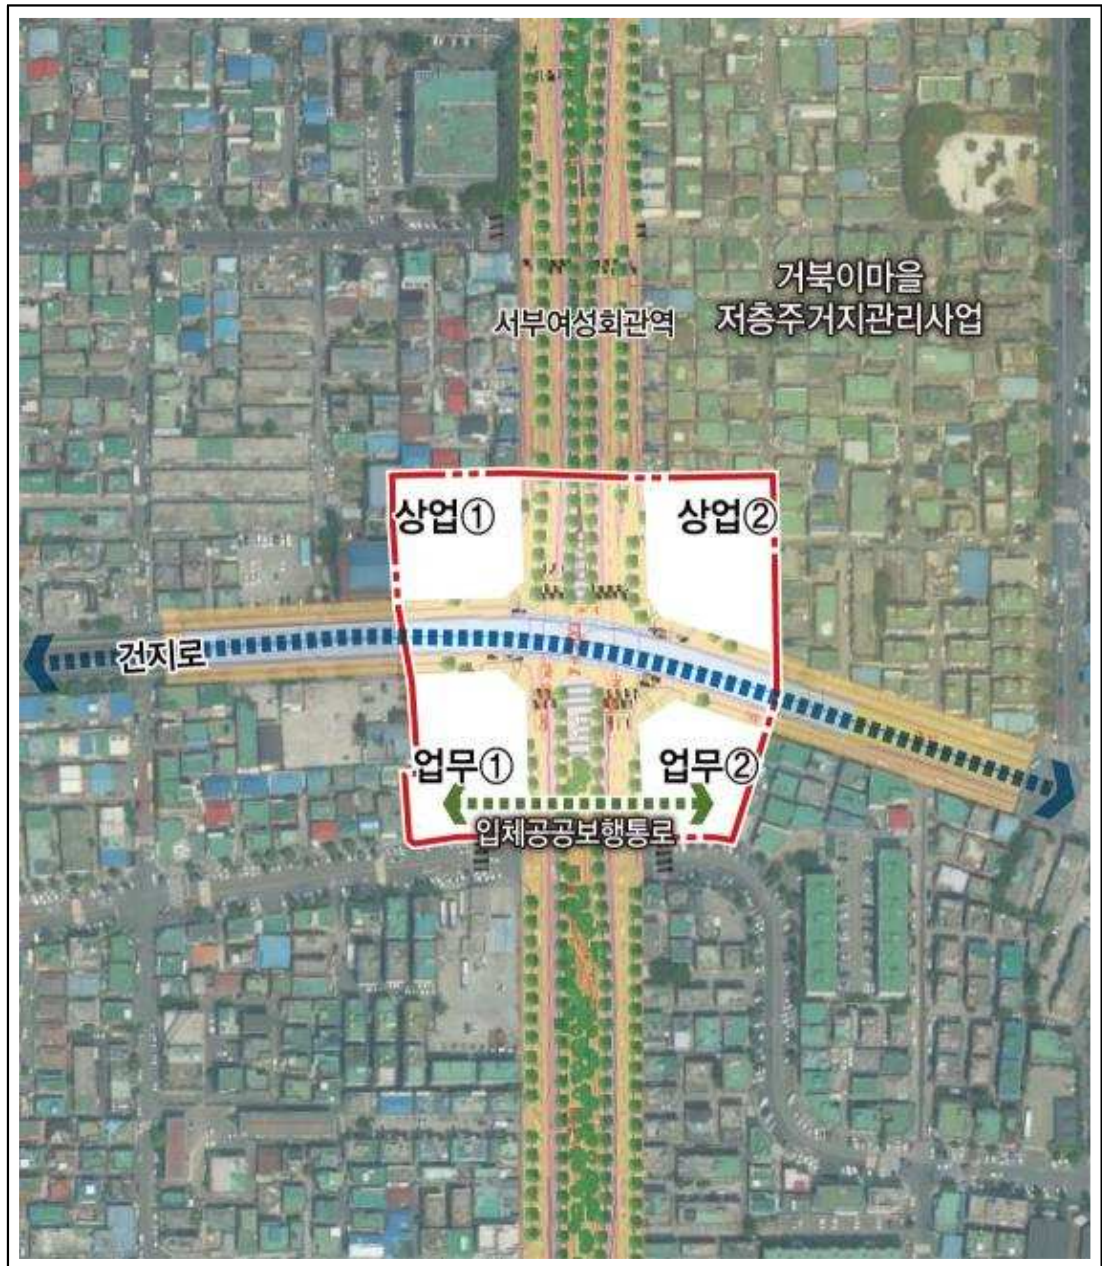 거북이마을
저층주거지관리사업
서부여성회관역
상업①
상업②
건지로
업무①
업무②
입체공공보행통로